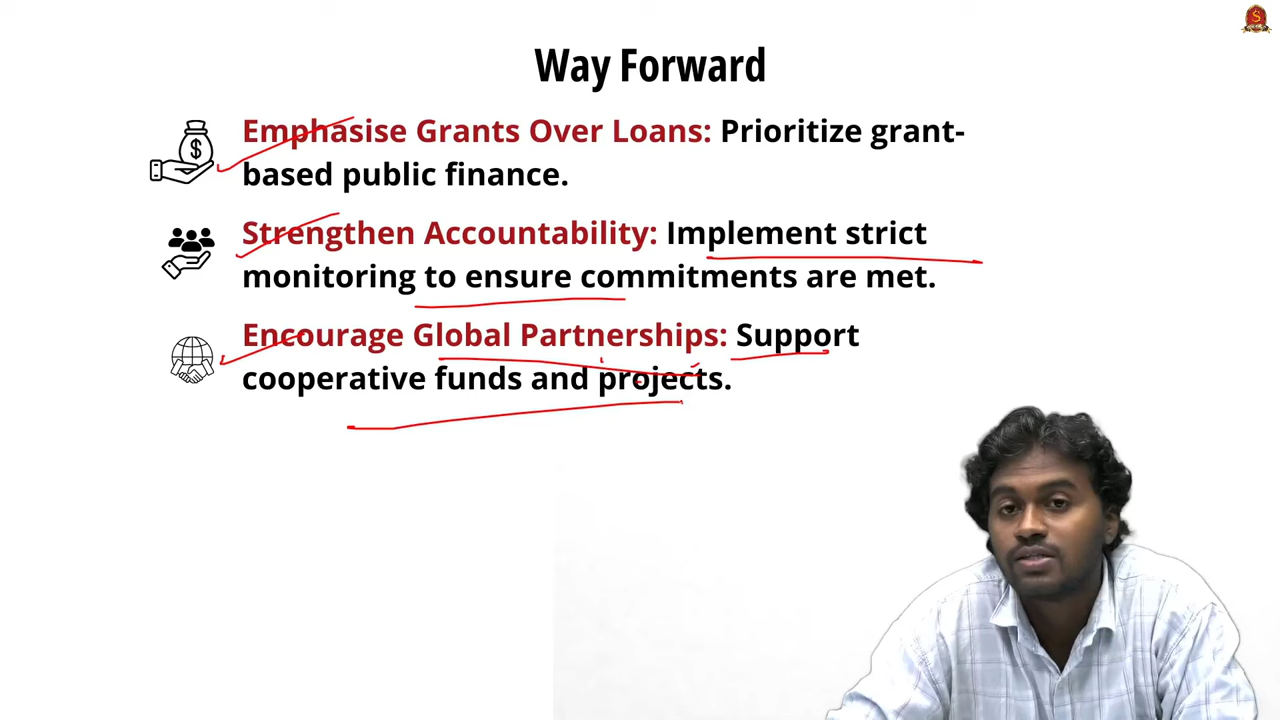 Way Forward
Emphasise Grants Over Loans: Prioritize grant-
based public finance.
Strengthen Accountability: Implement strict
monitoring to ensure commitments are met.
Encourage Global Partnerships: Support
cooperative funds and projects.